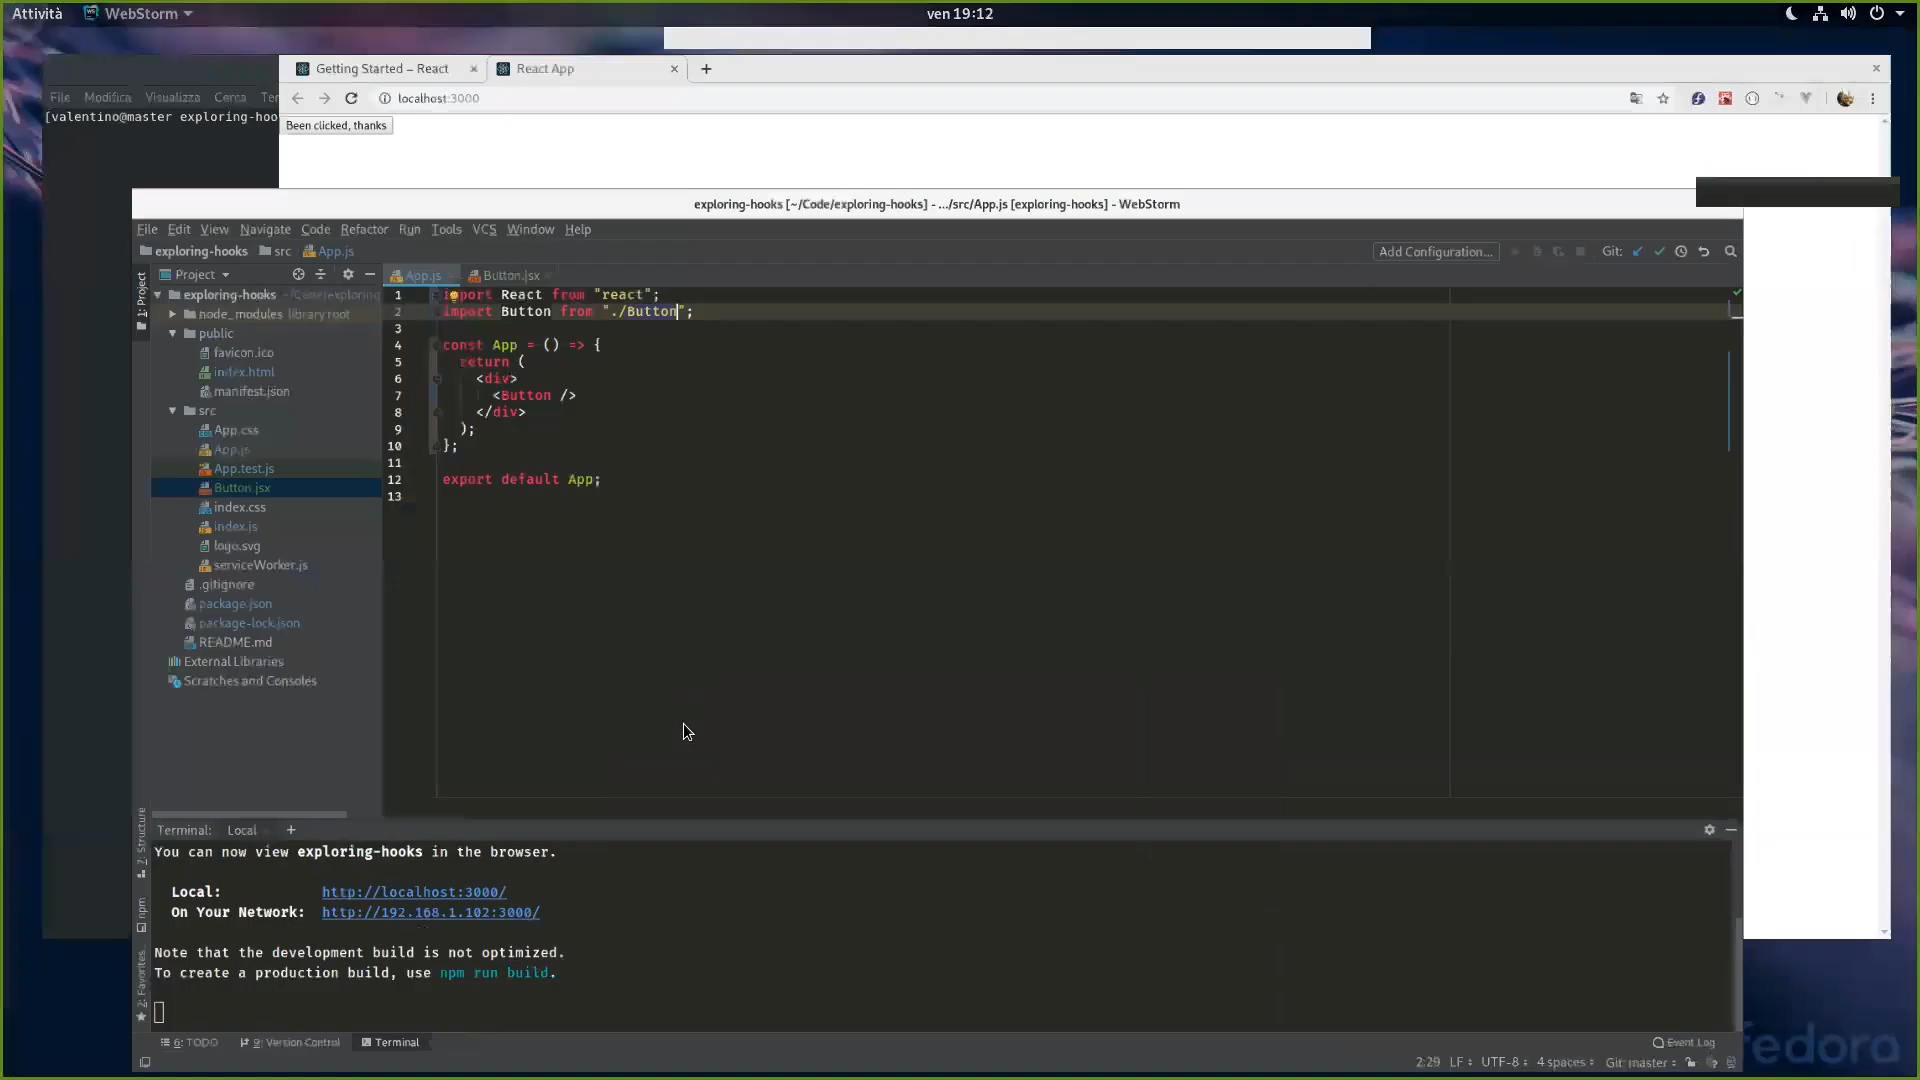 Attività WebStorm ven 19:12
Getting Started – React React App
File Modifica Visualizza Cerca
localhost:3000
[valentino@master exploring-hoo
Been clicked, thanks
exploring-hooks [~/Code/exploring-hooks] - .../src/App.js [exploring-hooks] - WebStorm
File Edit View Navigate Code Refactor Run Tools VCS Window Help
exploring-hooks src App.js Add Configuration... Git:
Project App.js Button.jsx
1: Project
exploring-hooks ~/Code/exploring
node_modules library root
public
favicon.ico
index.html
manifest.json
src
App.css
App.js
App.test.js
Button.jsx
index.css
index.js
logo.svg
serviceWorker.js
.gitignore
package.json
package-lock.json
README.md
External Libraries
Scratches and Consoles
1 import React from "react";
2 import Button from "./Button";
3
4 const App = () => {
5 return (
6 <div>
7 <Button />
8 </div>
9 );
10 };
11
12 export default App;
13
7: Structure
npm
2: Favorites
Terminal: Local +
You can now view exploring-hooks in the browser.
Local: http://localhost:3000/
On Your Network: http://192.168.1.102:3000/
Note that the development build is not optimized.
To create a production build, use npm run build.
6: TODO 9: Version Control Terminal Event Log
2:29 LF UTF-8 4 spaces Git: master
fedora